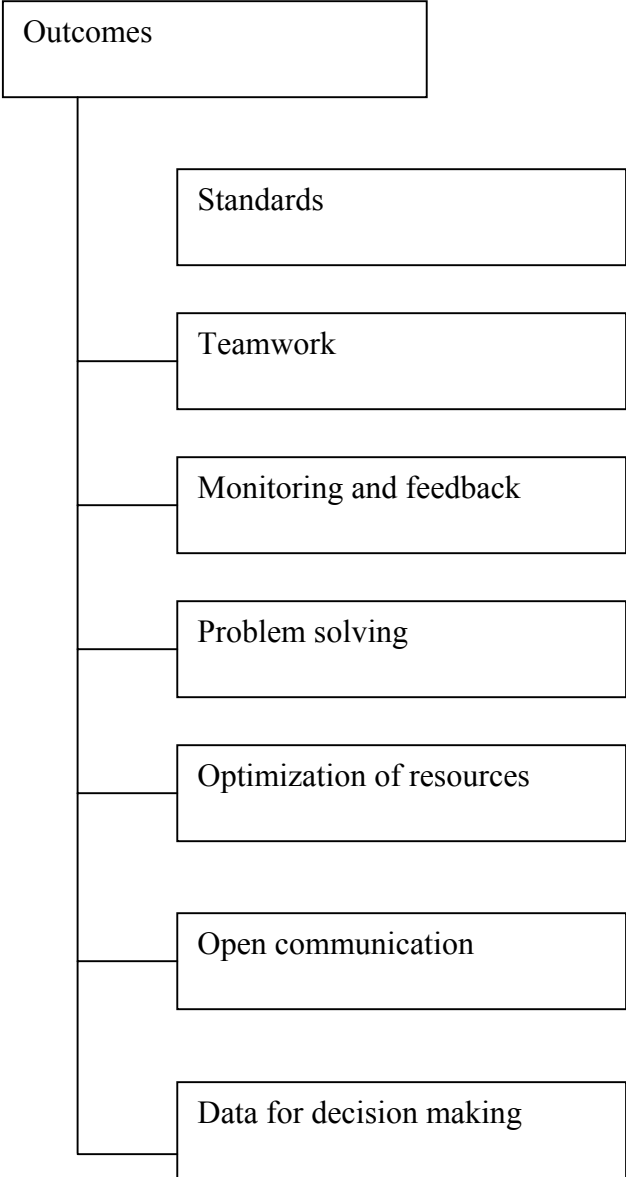 Outcomes
Standards
Teamwork
Monitoring and feedback
Problem solving
Optimization of resources
Open communication
Data for decision making